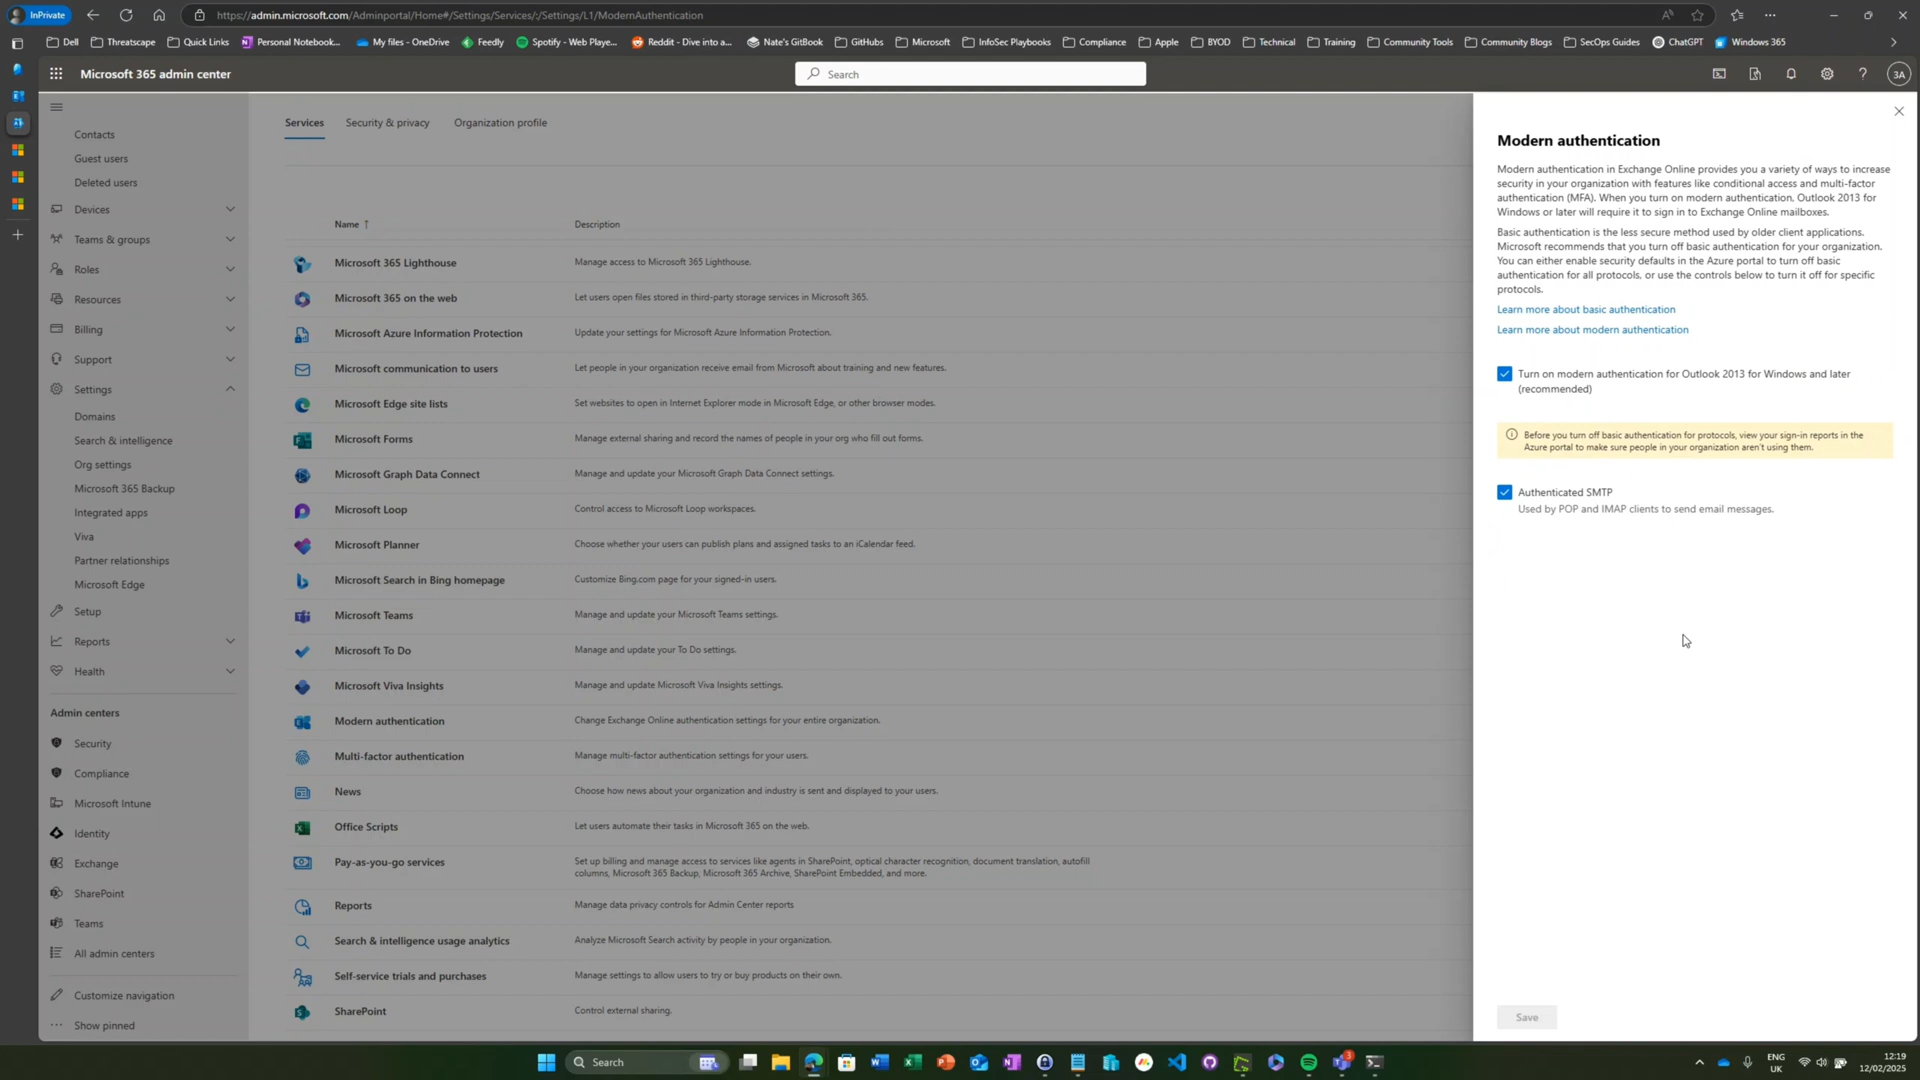 InPrivate
https://admin.microsoft.com/Adminportal/Home#/Settings/Services/:/Settings/L1/ModernAuthentication
Dell
Threatscape
Quick Links
Personal Notebook...
My files - OneDrive
Feedly
Spotify - Web Playe...
Reddit - Dive into a...
Nate's GitBook
GitHubs
Microsoft
InfoSec Playbooks
Compliance
Apple
BYOD
Technical
Training
Community Tools
Community Blogs
SecOps Guides
ChatGPT
Windows 365
Microsoft 365 admin center
Search
3A
Contacts
Guest users
Deleted users
Devices
Teams & groups
Roles
Resources
Billing
Support
Settings
Domains
Search & intelligence
Org settings
Microsoft 365 Backup
Integrated apps
Viva
Partner relationships
Microsoft Edge
Setup
Reports
Health
Admin centers
Security
Compliance
Microsoft Intune
Identity
Exchange
SharePoint
Teams
All admin centers
Customize navigation
Show pinned
Services
Security & privacy
Organization profile
Name ↑
Description
Microsoft 365 Lighthouse
Manage access to Microsoft 365 Lighthouse.
Microsoft 365 on the web
Let users open files stored in third-party storage services in Microsoft 365.
Microsoft Azure Information Protection
Update your settings for Microsoft Azure Information Protection.
Microsoft communication to users
Let people in your organization receive email from Microsoft about training and new features.
Microsoft Edge site lists
Set websites to open in Internet Explorer mode in Microsoft Edge, or other browser modes.
Microsoft Forms
Manage external sharing and record the names of people in your org who fill out forms.
Microsoft Graph Data Connect
Manage and update your Microsoft Graph Data Connect settings.
Microsoft Loop
Control access to Microsoft Loop workspaces.
Microsoft Planner
Choose whether your users can publish plans and assigned tasks to an iCalendar feed.
Microsoft Search in Bing homepage
Customize Bing.com page for your signed-in users.
Microsoft Teams
Manage and update your Microsoft Teams settings.
Microsoft To Do
Manage and update your To Do settings.
Microsoft Viva Insights
Manage and update Microsoft Viva Insights settings.
Modern authentication
Change Exchange Online authentication settings for your entire organization.
Multi-factor authentication
Manage multi-factor authentication settings for your users.
News
Choose how news about your organization and industry is sent and displayed to your users.
Office Scripts
Let users automate their tasks in Microsoft 365 on the web.
Pay-as-you-go services
Set up billing and manage access to services like agents in SharePoint, optical character recognition, document translation, autofill
columns, Microsoft 365 Backup, Microsoft 365 Archive, SharePoint Embedded, and more.
Reports
Manage data privacy controls for Admin Center reports
Search & intelligence usage analytics
Analyze Microsoft Search activity by people in your organization.
Self-service trials and purchases
Manage settings to allow users to try or buy products on their own.
SharePoint
Control external sharing.
Modern authentication
Modern authentication in Exchange Online provides you a variety of ways to increase
security in your organization with features like conditional access and multi-factor
authentication (MFA). When you turn on modern authentication, Outlook 2013 for
Windows or later will require it to sign in to Exchange Online mailboxes.
Basic authentication is the less secure method used by older client applications.
Microsoft recommends that you turn off basic authentication for your organization.
You can either enable security defaults in the Azure portal to turn off basic
authentication for all protocols, or use the controls below to turn it off for specific
protocols.
Learn more about basic authentication
Learn more about modern authentication
Turn on modern authentication for Outlook 2013 for Windows and later
(recommended)
Before you turn off basic authentication for protocols, view your sign-in reports in the
Azure portal to make sure people in your organization aren't using them.
Authenticated SMTP
Used by POP and IMAP clients to send email messages.
Save
Search
3
ENG
UK
12:19
12/02/2025